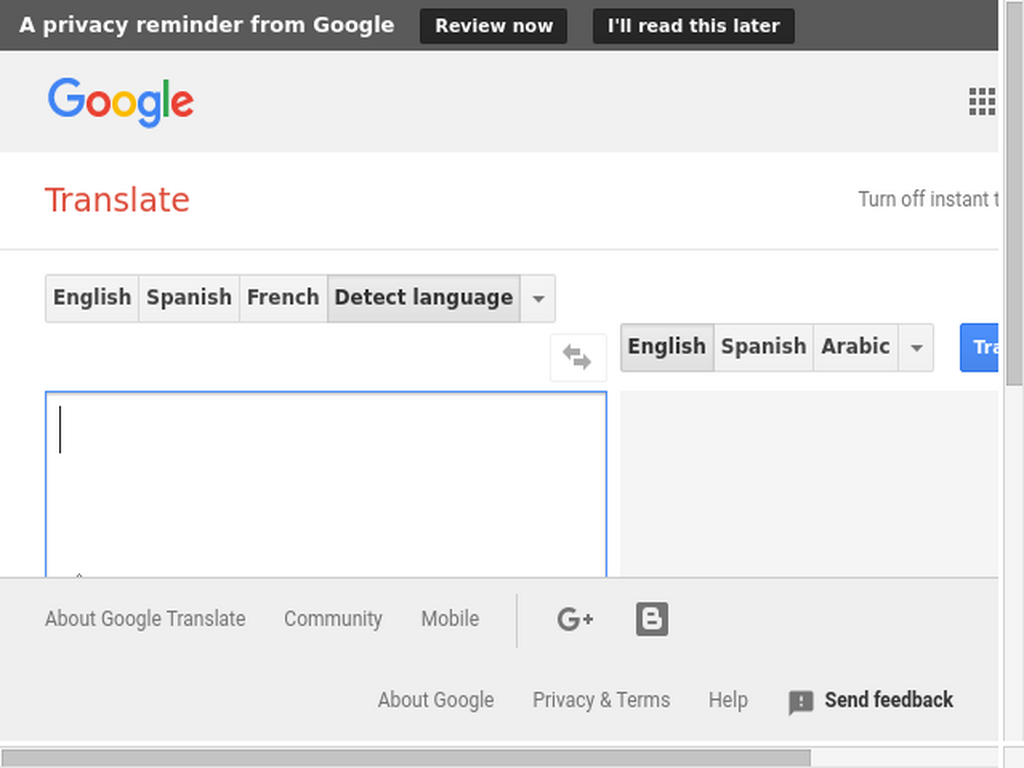 A privacy reminder from Google Review now I'll read this later
Google
Translate Turn off instant t
English Spanish French Detect language
English Spanish Arabic Tra
About Google Translate Community Mobile G+
About Google Privacy & Terms Help Send feedback